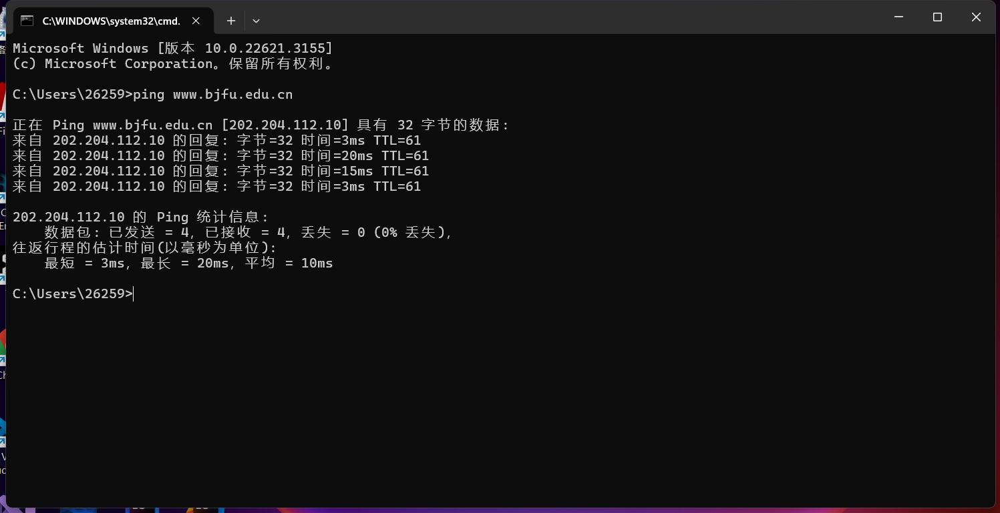 C:\WINDOWS\system32\cmd.
Microsoft Windows [版本 10.0.22621.3155]
(c) Microsoft Corporation。保留所有权利。
C:\Users\26259>ping www.bjfu.edu.cn
正在 Ping www.bjfu.edu.cn [202.204.112.10] 具有 32 字节的数据:
来自 202.204.112.10 的回复: 字节=32 时间=3ms TTL=61
来自 202.204.112.10 的回复: 字节=32 时间=20ms TTL=61
来自 202.204.112.10 的回复: 字节=32 时间=15ms TTL=61
来自 202.204.112.10 的回复: 字节=32 时间=3ms TTL=61
202.204.112.10 的 Ping 统计信息:
数据包: 已发送 = 4, 已接收 = 4, 丢失 = 0 (0% 丢失),
往返行程的估计时间(以毫秒为单位):
最短 = 3ms, 最长 = 20ms, 平均 = 10ms
C:\Users\26259>